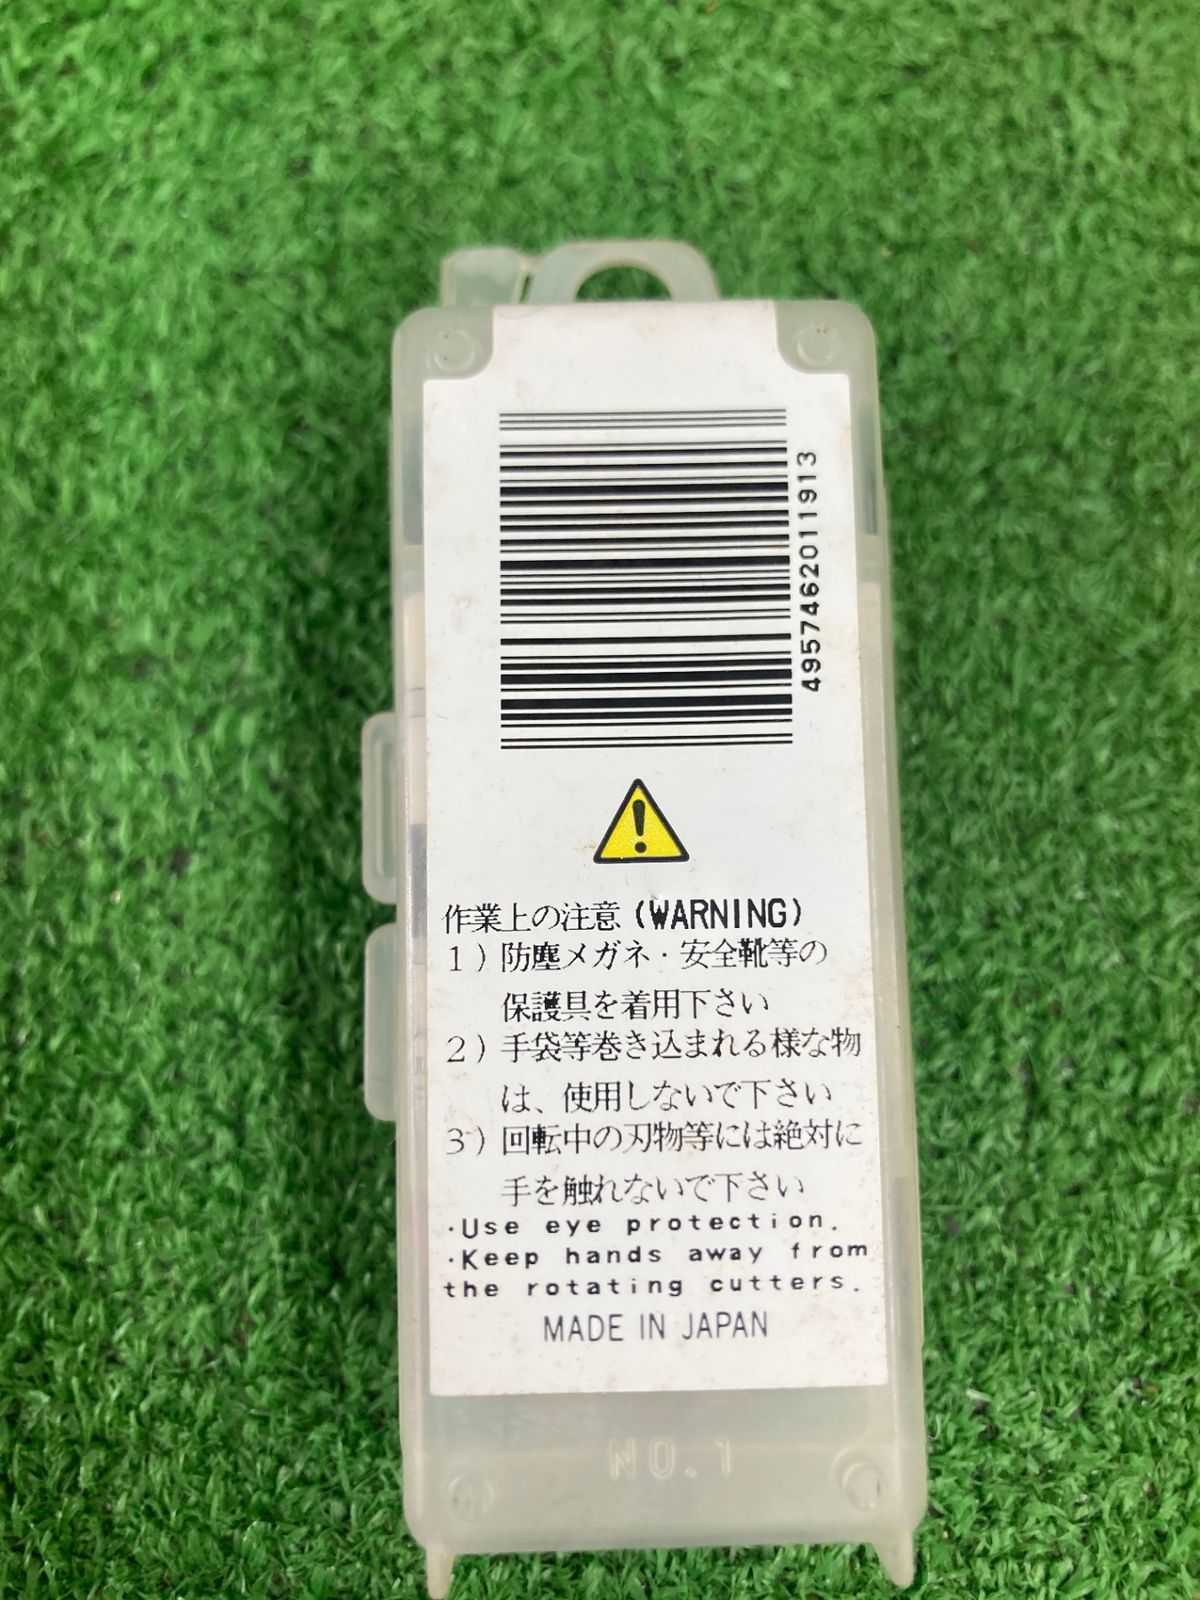 4957462011913
作業上の注意(WARNING)
1)防塵メガネ・安全靴等の
保護具を着用下さい
2)手袋等巻き込まれる様な物
は、使用しないで下さい
3)回転中の刃物等には絶対に
手を触れないで下さい
·Use eye protection.
·Keep hands away from
the rotating cutters.
MADE IN JAPAN
NO.1